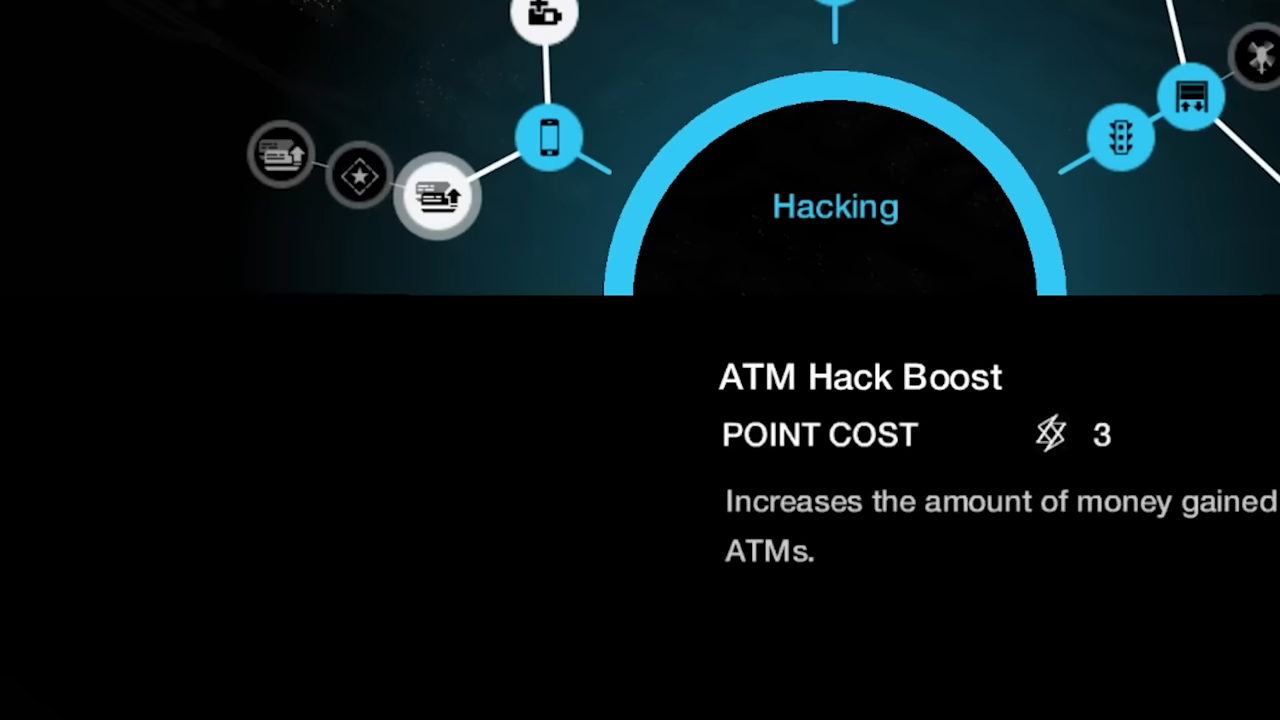 Hacking
ATM Hack Boost
POINT COST 3
Increases the amount of money gained
ATMs.